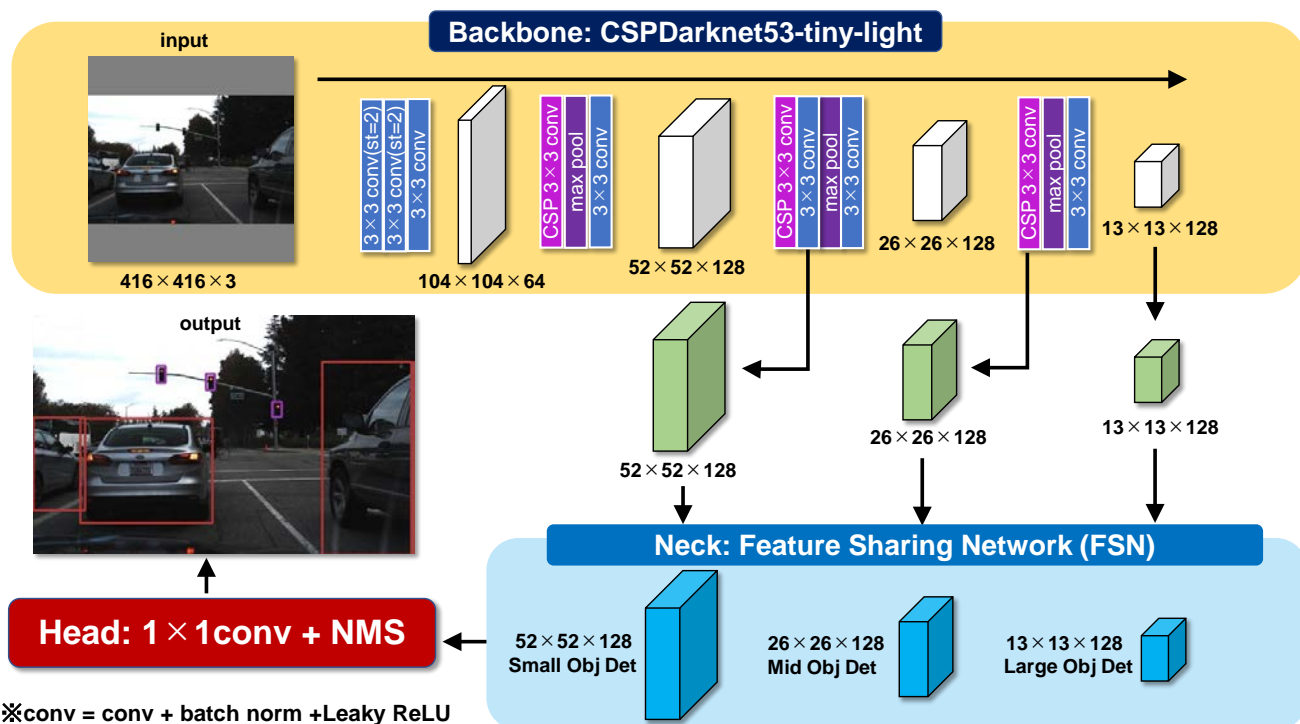 Backbone: CSPDarknet53-tiny-light
input
416×416×3
3×3 conv(st=2)
3×3 conv(st=2)
3×3 conv
104×104×64
CSP 3×3 conv
max pool
3×3 conv
52×52×128
CSP 3×3 conv
3×3 conv
max pool
3×3 conv
26×26×128
CSP 3×3 conv
max pool
3×3 conv
13×13×128
output
52×52×128
26×26×128
13×13×128
Neck: Feature Sharing Network (FSN)
52×52×128
Small Obj Det
26×26×128
Mid Obj Det
13×13×128
Large Obj Det
Head: 1×1conv + NMS
※conv = conv + batch norm +Leaky ReLU